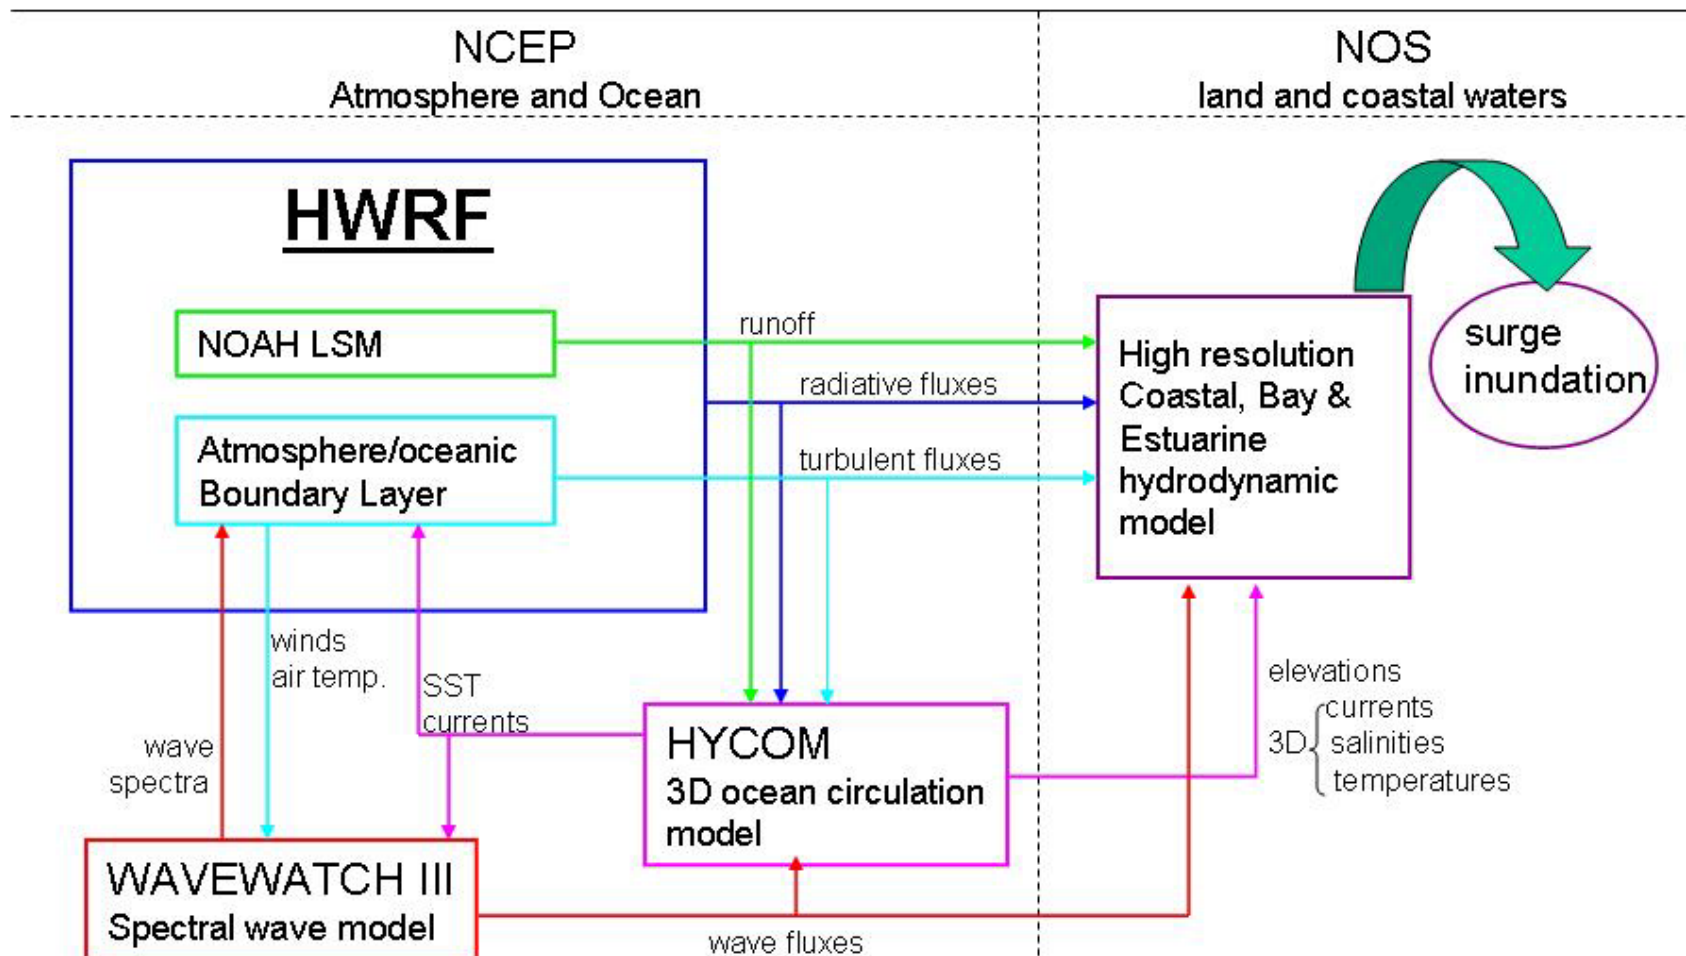 NCEP
Atmosphere and Ocean
NOS
land and coastal waters
HWRF
NOAH LSM
Atmosphere/oceanic
Boundary Layer
runoff
radiative fluxes
turbulent fluxes
High resolution
Coastal, Bay &
Estuarine
hydrodynamic
model
surge
inundation
winds
air temp.
SST
currents
wave
spectra
HYCOM
3D ocean circulation
model
elevations
currents
3D salinities
temperatures
WAVEWATCH III
Spectral wave model
wave fluxes